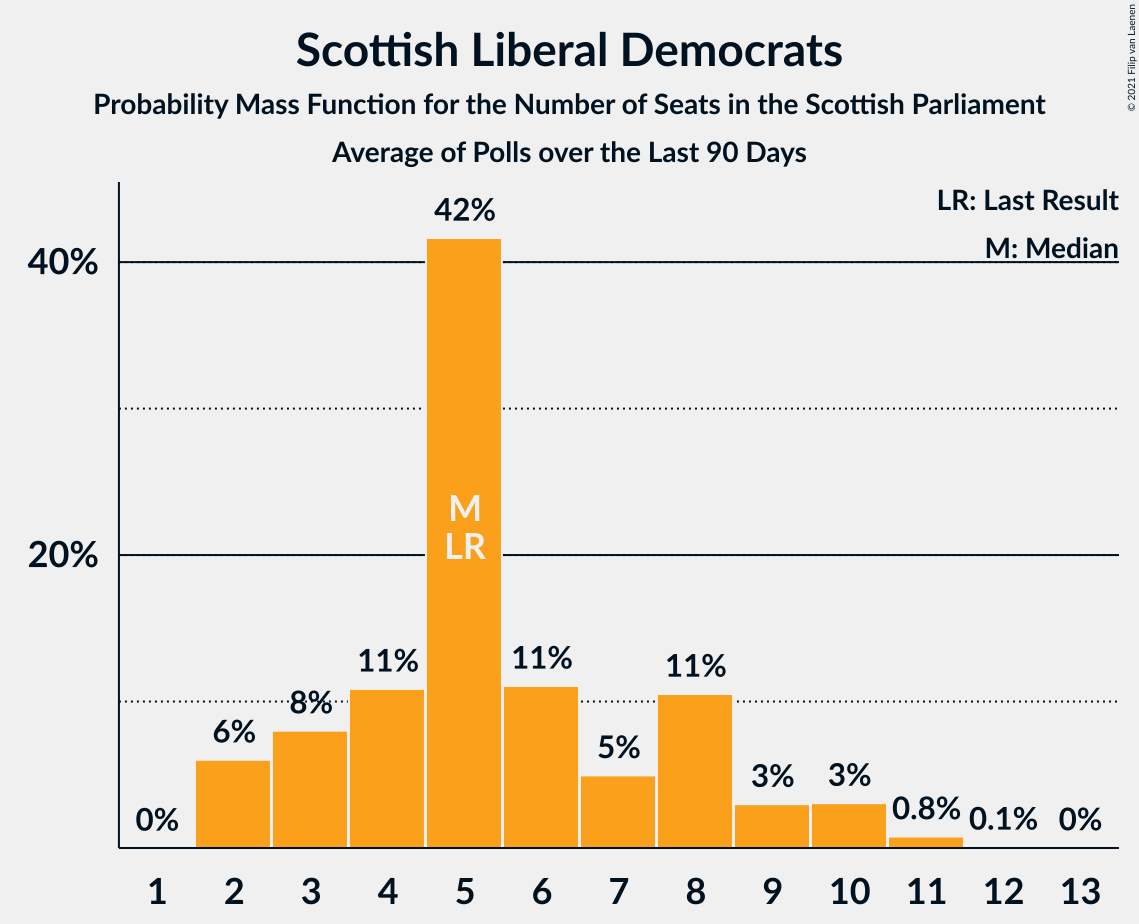 Scottish Liberal Democrats
Probability Mass Function for the Number of Seats in the Scottish Parliament
Average of Polls over the Last 90 Days
© 2021 Filip van Laenen
LR: Last Result
M: Median
40%
20%
0%
6%
8%
11%
42%
11%
5%
11%
3%
3%
0.8%
0.1%
0%
M
LR
1 2 3 4 5 6 7 8 9 10 11 12 13